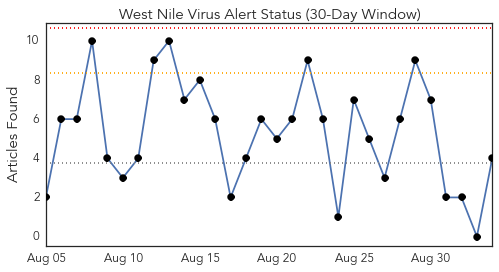 West Nile Virus Alert Status (30-Day Window)
Articles Found
10
8
6
4
2
0
Aug 05 Aug 10 Aug 15 Aug 20 Aug 25 Aug 30